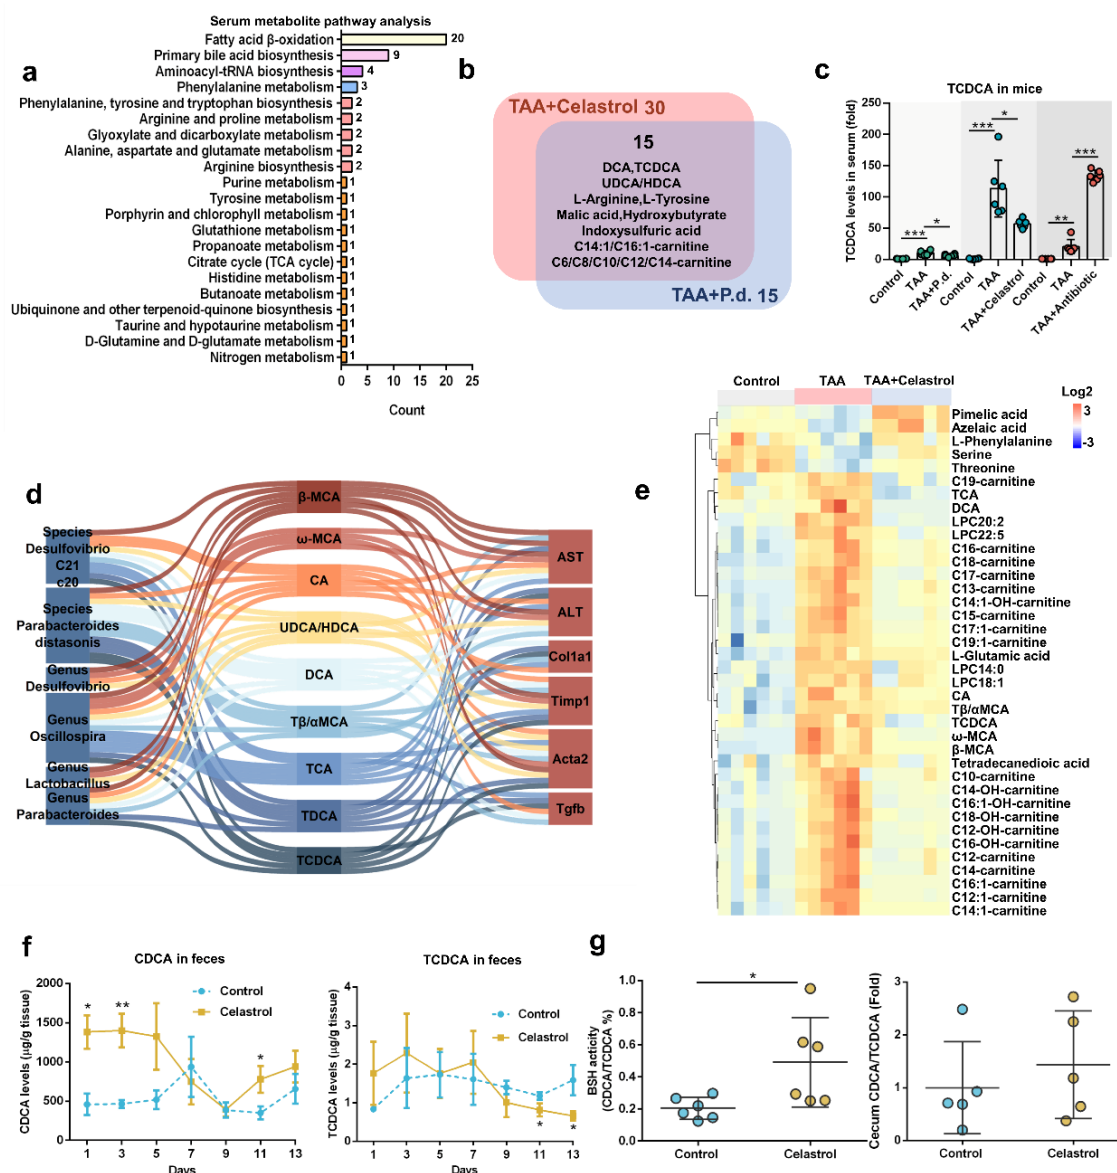 a
Serum metabolite pathway analysis
Fatty acid β-oxidation 20
Primary bile acid biosynthesis 9
Aminoacyl-tRNA biosynthesis 4
Phenylalanine metabolism 3
Phenylalanine, tyrosine and tryptophan biosynthesis 2
Arginine and proline metabolism 2
Glyoxylate and dicarboxylate metabolism 2
Alanine, aspartate and glutamate metabolism 2
Arginine biosynthesis 2
Purine metabolism 1
Tyrosine metabolism 1
Porphyrin and chlorophyll metabolism 1
Glutathione metabolism 1
Propanoate metabolism 1
Citrate cycle (TCA cycle) 1
Histidine metabolism 1
Butanoate metabolism 1
Ubiquinone and other terpenoid-quinone biosynthesis 1
Taurine and hypotaurine metabolism 1
D-Glutamine and D-glutamate metabolism 1
Nitrogen metabolism 1
0 5 10 15 20 25
Count
b
TAA+Celastrol 30
15
DCA,TCDCA
UDCA/HDCA
L-Arginine,L-Tyrosine
Malic acid,Hydroxybutyrate
Indoxysulfuric acid
C14:1/C16:1-carnitine
C6/C8/C10/C12/C14-carnitine
TAA+P.d. 15
c
TCDCA in mice
TCDCA levels in serum (fold)
250
200
150
100
50
0
*** * *** * ** ***
Control TAA TAA+P.d. Control TAA TAA+Celastrol Control TAA TAA+Antibiotic
d
Species
Desulfovibrio
C21
c20
Species
Parabacteroides
distasonis
Genus
Desulfovibrio
Genus
Oscillospira
Genus
Lactobacillus
Genus
Parabacteroides
β-MCA
ω-MCA
CA
UDCA/HDCA
DCA
Tβ/αMCA
TCA
TDCA
TCDCA
AST
ALT
Col1a1
Timp1
Acta2
Tgfb
e
Control TAA TAA+Celastrol
Log2
3
-3
Pimelic acid
Azelaic acid
L-Phenylalanine
Serine
Threonine
C19-carnitine
TCA
DCA
LPC20:2
LPC22:5
C16-carnitine
C18-carnitine
C17-carnitine
C13-carnitine
C14:1-OH-carnitine
C15-carnitine
C17:1-carnitine
C19:1-carnitine
L-Glutamic acid
LPC14:0
LPC18:1
CA
Tβ/αMCA
TCDCA
ω-MCA
β-MCA
Tetradecanedioic acid
C10-carnitine
C14-OH-carnitine
C16:1-OH-carnitine
C18-OH-carnitine
C12-OH-carnitine
C16-OH-carnitine
C12-carnitine
C14-carnitine
C16:1-carnitine
C12:1-carnitine
C14:1-carnitine
f
CDCA in feces
CDCA levels (μg/g tissue)
2000
1500
1000
500
0
Control
Celastrol
* ** *
1 3 5 7 9 11 13
Days
TCDCA in feces
TCDCA levels (μg/g tissue)
4
3
2
1
0
Control
Celastrol
* *
1 3 5 7 9 11 13
Days
g
BSH acticity
(CDCA/TCDCA %)
1.0
0.8
0.6
0.4
0.2
0.0
*
Control Celastrol
Cecum CDCA/TCDCA (Fold)
3
2
1
0
Control Celastrol